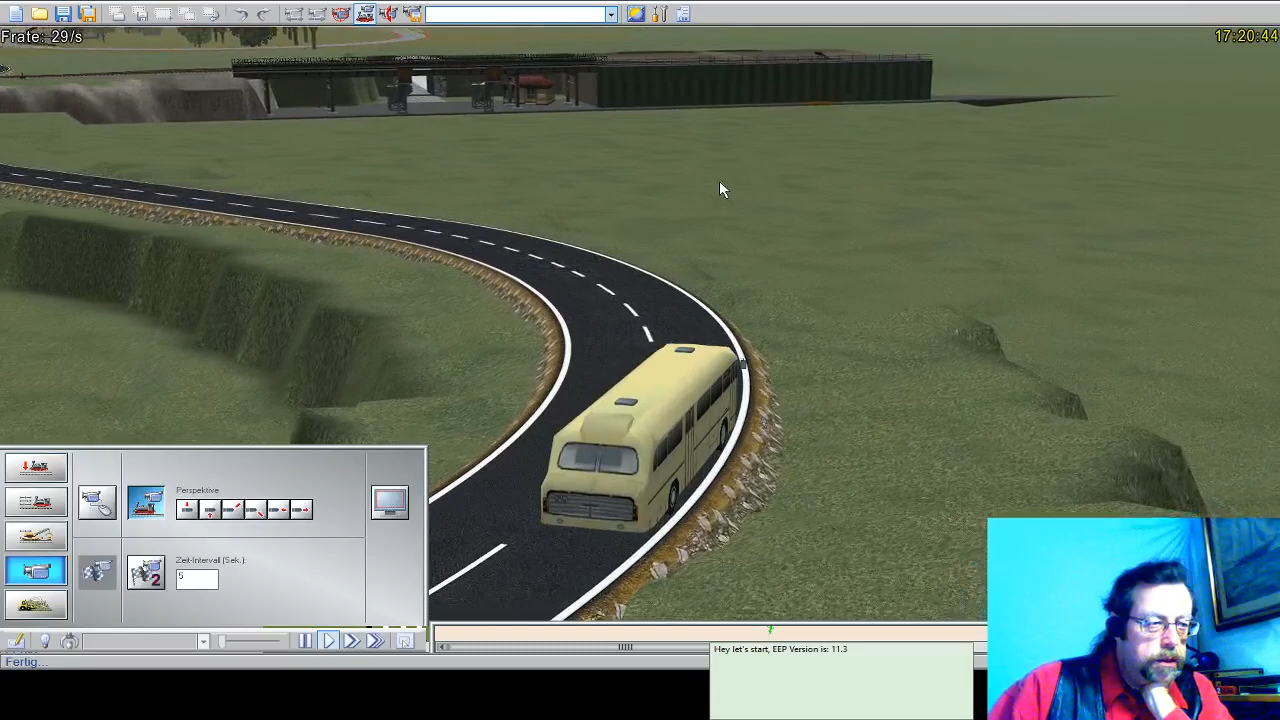 Frate: 29/s
17:20:44
Perspektive
Zeit-Intervall (Sek.):
5
2
Fertig...
Hey let's start, EEP Version is: 11.3